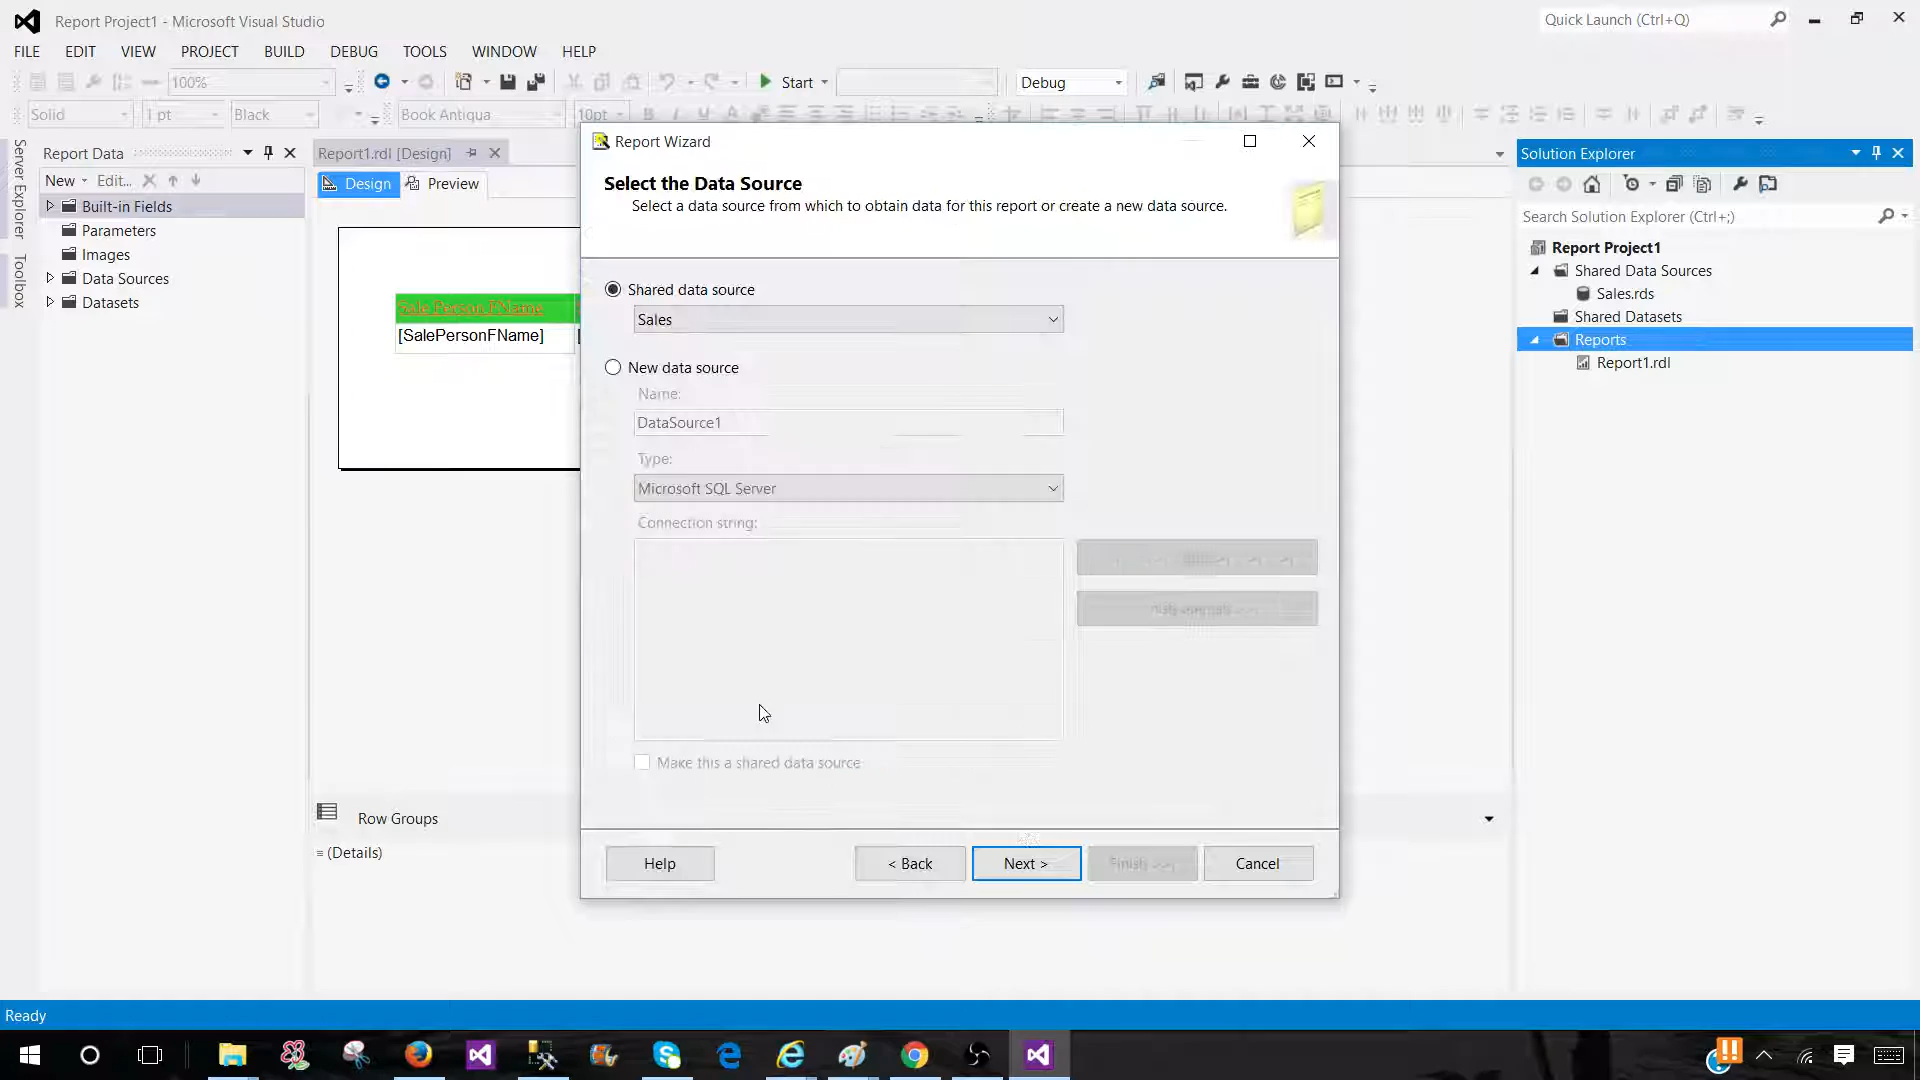 Report Project1 - Microsoft Visual Studio
Quick Launch (Ctrl+Q)
FILE EDIT VIEW PROJECT BUILD DEBUG TOOLS WINDOW HELP
100% Start Debug
Solid 1 pt Black Book Antiqua 10pt
Server Explorer
Toolbox
Report Data
New Edit...
Built-in Fields
Parameters
Images
Data Sources
Datasets
Report1.rdl [Design]
Design Preview
Sale Person FName
[SalePersonFName]
Row Groups
(Details)
Report Wizard
Select the Data Source
Select a data source from which to obtain data for this report or create a new data source.
Shared data source
Sales
New data source
Name:
DataSource1
Type:
Microsoft SQL Server
Connection string:
Make this a shared data source
Help < Back Next > Finish Cancel
Solution Explorer
Search Solution Explorer (Ctrl+;)
Report Project1
Shared Data Sources
Sales.rds
Shared Datasets
Reports
Report1.rdl
Ready